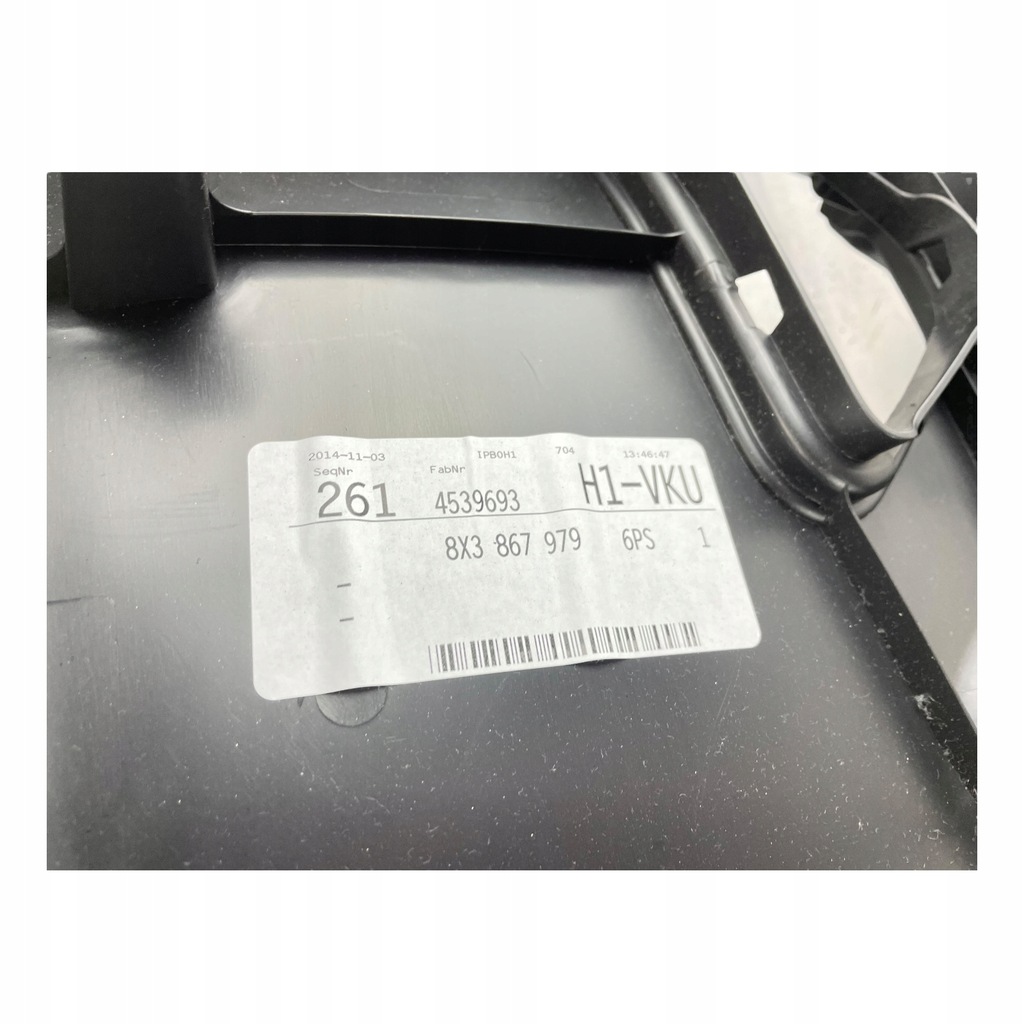 2014-11-03 IPB0H1 704 13:46:47
SeqNr FabNr
261 4539693 H1-VKU
8X3 867 979 6PS 1
-
-